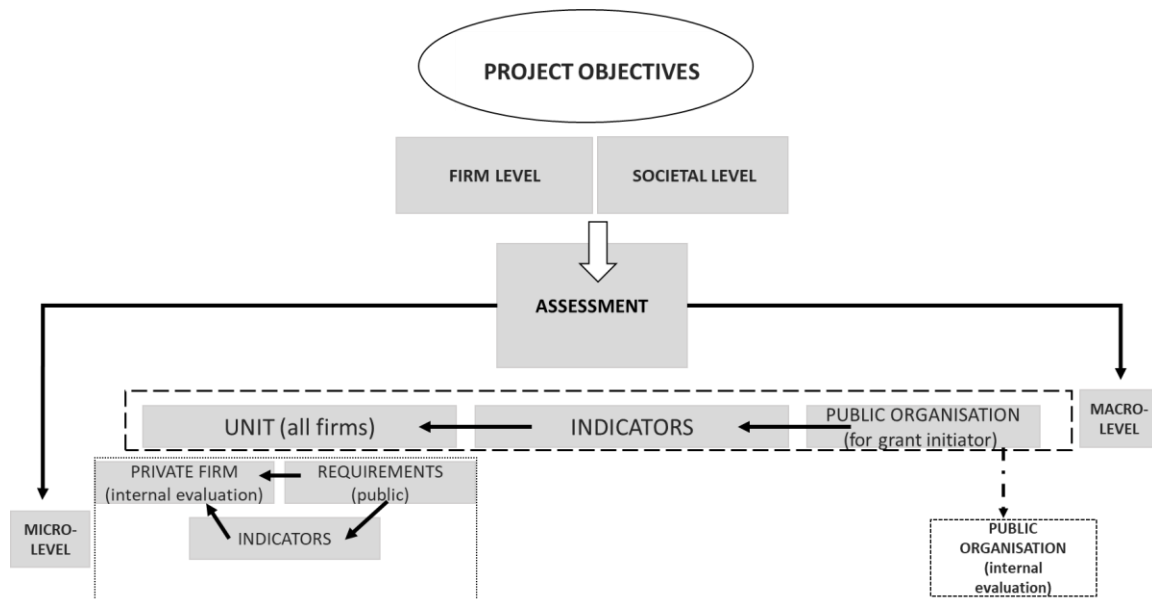 PROJECT OBJECTIVES
FIRM LEVEL
SOCIETAL LEVEL
ASSESSMENT
UNIT (all firms)
INDICATORS
PUBLIC ORGANISATION
(for grant initiator)
MACRO-
LEVEL
PRIVATE FIRM
(internal evaluation)
REQUIREMENTS
(public)
INDICATORS
MICRO-
LEVEL
PUBLIC
ORGANISATION
(internal
evaluation)